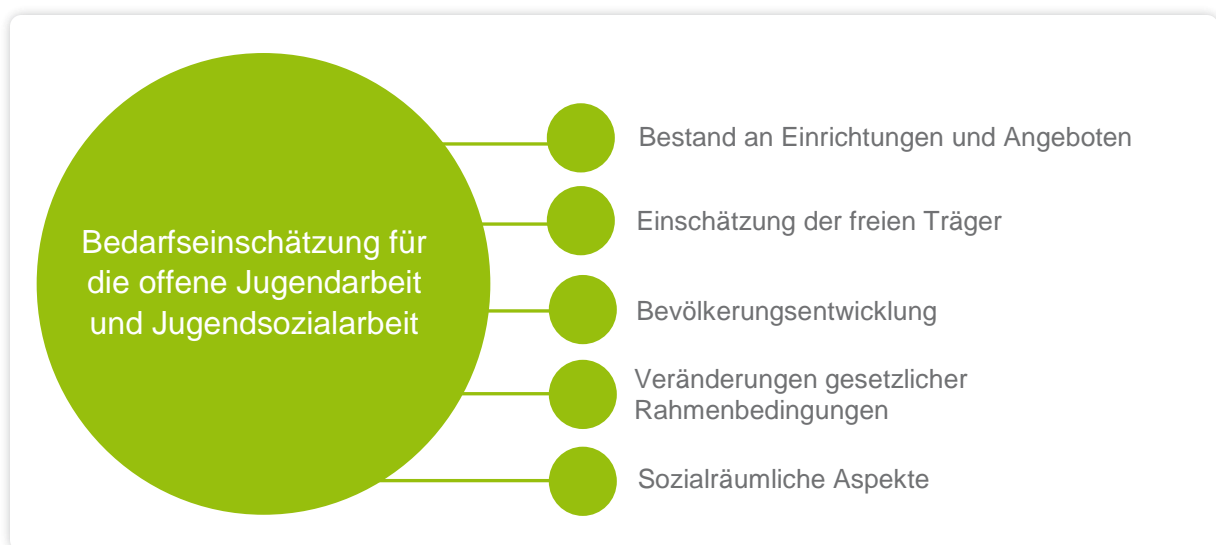 Bedarfseinschätzung für
die offene Jugendarbeit
und Jugendsozialarbeit
Bestand an Einrichtungen und Angeboten
Einschätzung der freien Träger
Bevölkerungsentwicklung
Veränderungen gesetzlicher
Rahmenbedingungen
Sozialräumliche Aspekte